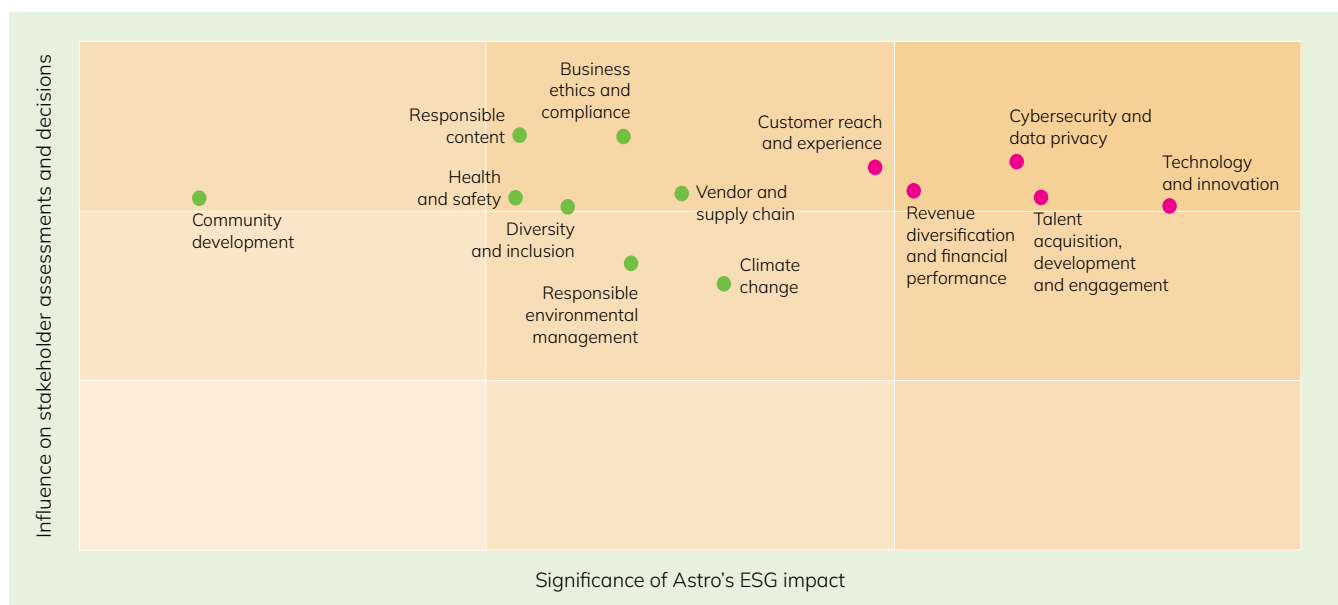 Influence on stakeholder assessments and decisions
Business
ethics and
compliance
Responsible
content
Customer reach
and experience
Cybersecurity and
data privacy
Technology
and innovation
Health
and safety
Vendor and
supply chain
Community
development
Diversity
and inclusion
Revenue
diversification
and financial
performance
Talent
acquisition,
development
and engagement
Climate
change
Responsible
environmental
management
Significance of Astro’s ESG impact